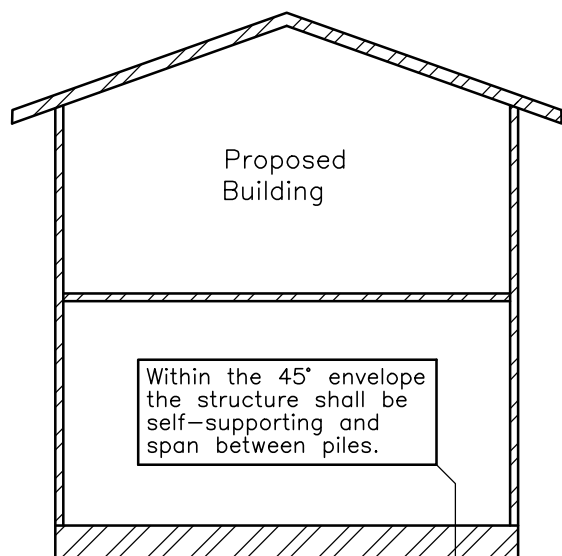 Proposed
Building
Within the 45° envelope
the structure shall be
self-supporting and
span between piles.